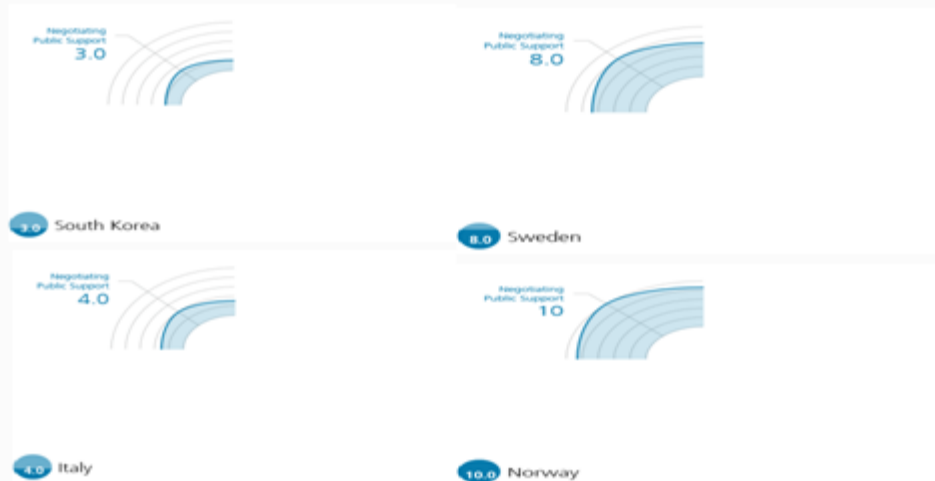 Negotiating
Public Support
3.0
3.0 South Korea
Negotiating
Public Support
8.0
8.0 Sweden
Negotiating
Public Support
4.0
4.0 Italy
Negotiating
Public Support
10
10.0 Norway